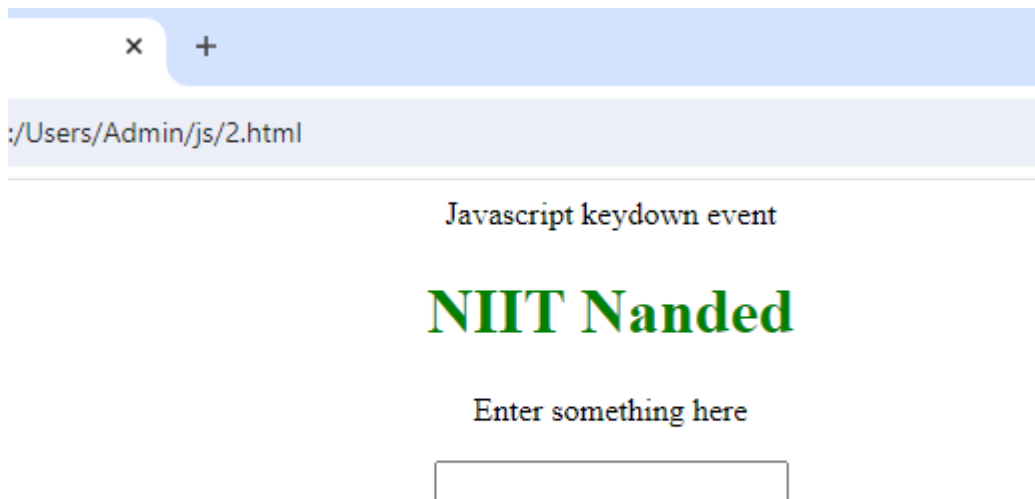 :/Users/Admin/js/2.html
Javascript keydown event
NIIT Nanded
Enter something here